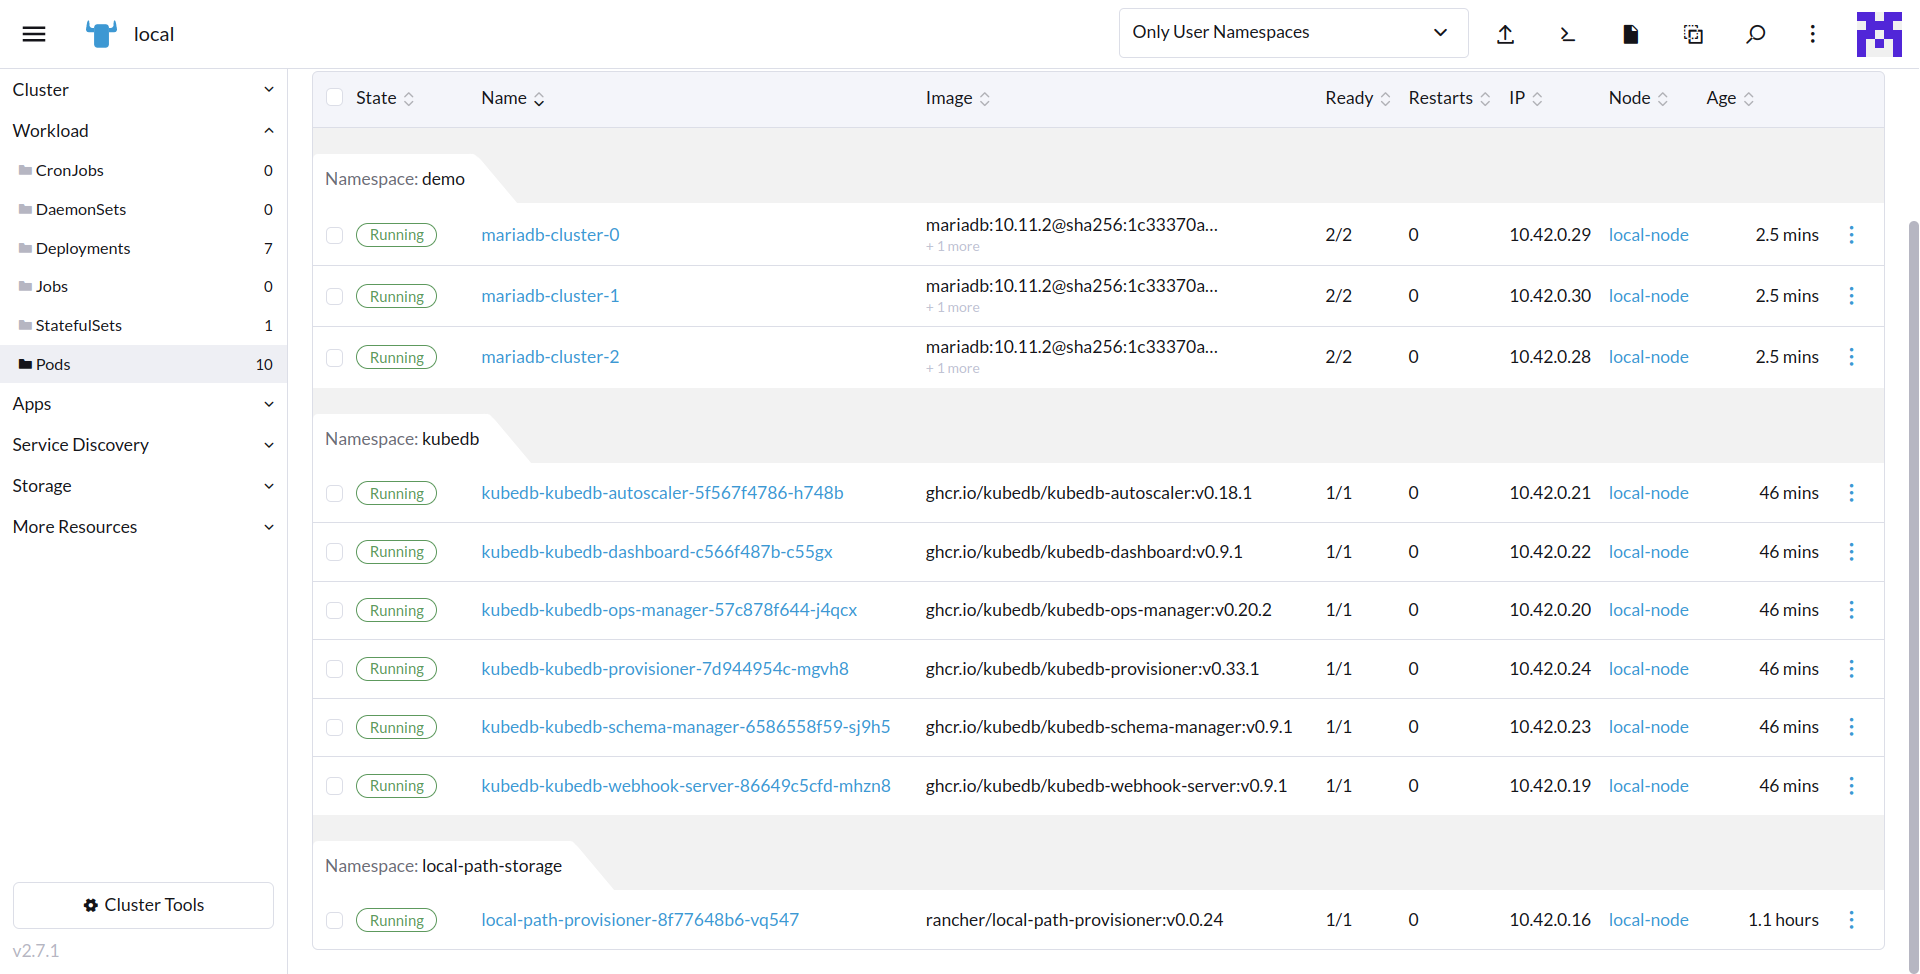 local
Only User Namespaces
Cluster
Workload
CronJobs 0
DaemonSets 0
Deployments 7
Jobs 0
StatefulSets 1
Pods 10
Apps
Service Discovery
Storage
More Resources
Cluster Tools
v2.7.1
State Name Image Ready Restarts IP Node Age
Namespace: demo
Running mariadb-cluster-0 mariadb:10.11.2@sha256:1c33370a... 2/2 0 10.42.0.29 local-node 2.5 mins
+ 1 more
Running mariadb-cluster-1 mariadb:10.11.2@sha256:1c33370a... 2/2 0 10.42.0.30 local-node 2.5 mins
+ 1 more
Running mariadb-cluster-2 mariadb:10.11.2@sha256:1c33370a... 2/2 0 10.42.0.28 local-node 2.5 mins
+ 1 more
Namespace: kubedb
Running kubedb-kubedb-autoscaler-5f567f4786-h748b ghcr.io/kubedb/kubedb-autoscaler:v0.18.1 1/1 0 10.42.0.21 local-node 46 mins
Running kubedb-kubedb-dashboard-c566f487b-c55gx ghcr.io/kubedb/kubedb-dashboard:v0.9.1 1/1 0 10.42.0.22 local-node 46 mins
Running kubedb-kubedb-ops-manager-57c878f644-j4qcx ghcr.io/kubedb/kubedb-ops-manager:v0.20.2 1/1 0 10.42.0.20 local-node 46 mins
Running kubedb-kubedb-provisioner-7d944954c-mgvh8 ghcr.io/kubedb/kubedb-provisioner:v0.33.1 1/1 0 10.42.0.24 local-node 46 mins
Running kubedb-kubedb-schema-manager-6586558f59-sj9h5 ghcr.io/kubedb/kubedb-schema-manager:v0.9.1 1/1 0 10.42.0.23 local-node 46 mins
Running kubedb-kubedb-webhook-server-86649c5cfd-mhzn8 ghcr.io/kubedb/kubedb-webhook-server:v0.9.1 1/1 0 10.42.0.19 local-node 46 mins
Namespace: local-path-storage
Running local-path-provisioner-8f77648b6-vq547 rancher/local-path-provisioner:v0.0.24 1/1 0 10.42.0.16 local-node 1.1 hours